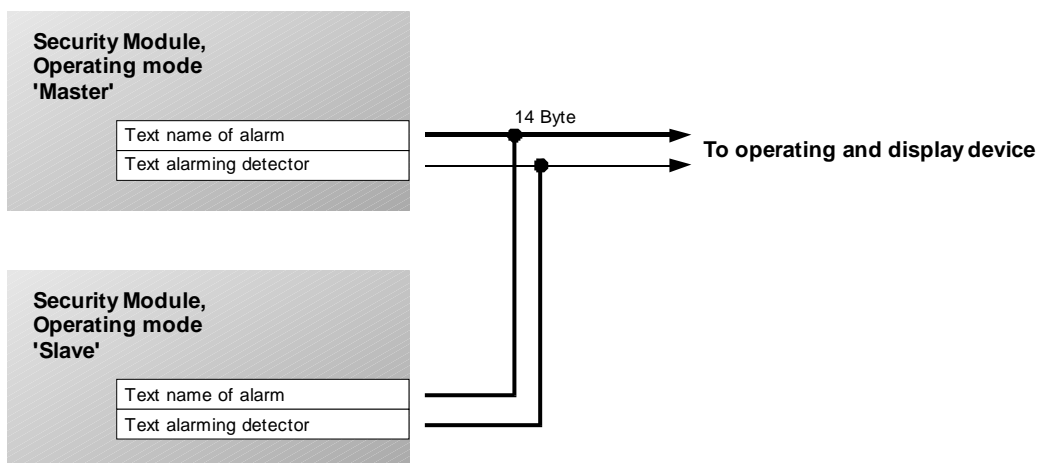 Security Module,
Operating mode
'Master'
Text name of alarm
Text alarming detector
14 Byte
To operating and display device
Security Module,
Operating mode
'Slave'
Text name of alarm
Text alarming detector